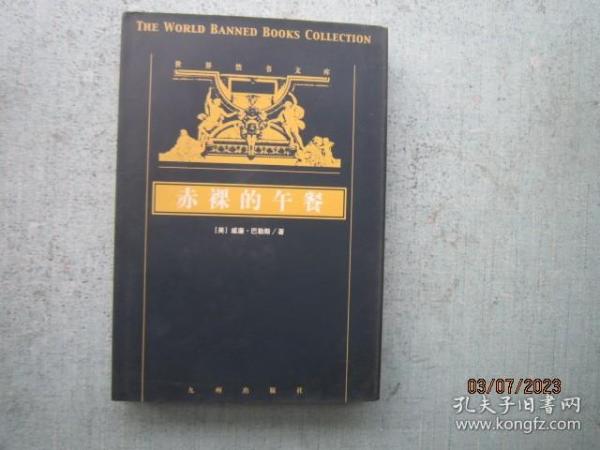 THE WORLD BANNED BOOKS COLLECTION
世界禁书文库
赤裸的午餐
[美] 威廉·巴勒斯/著
九州出版社
03/07/2023
孔夫子旧書网
www.kongfz.com